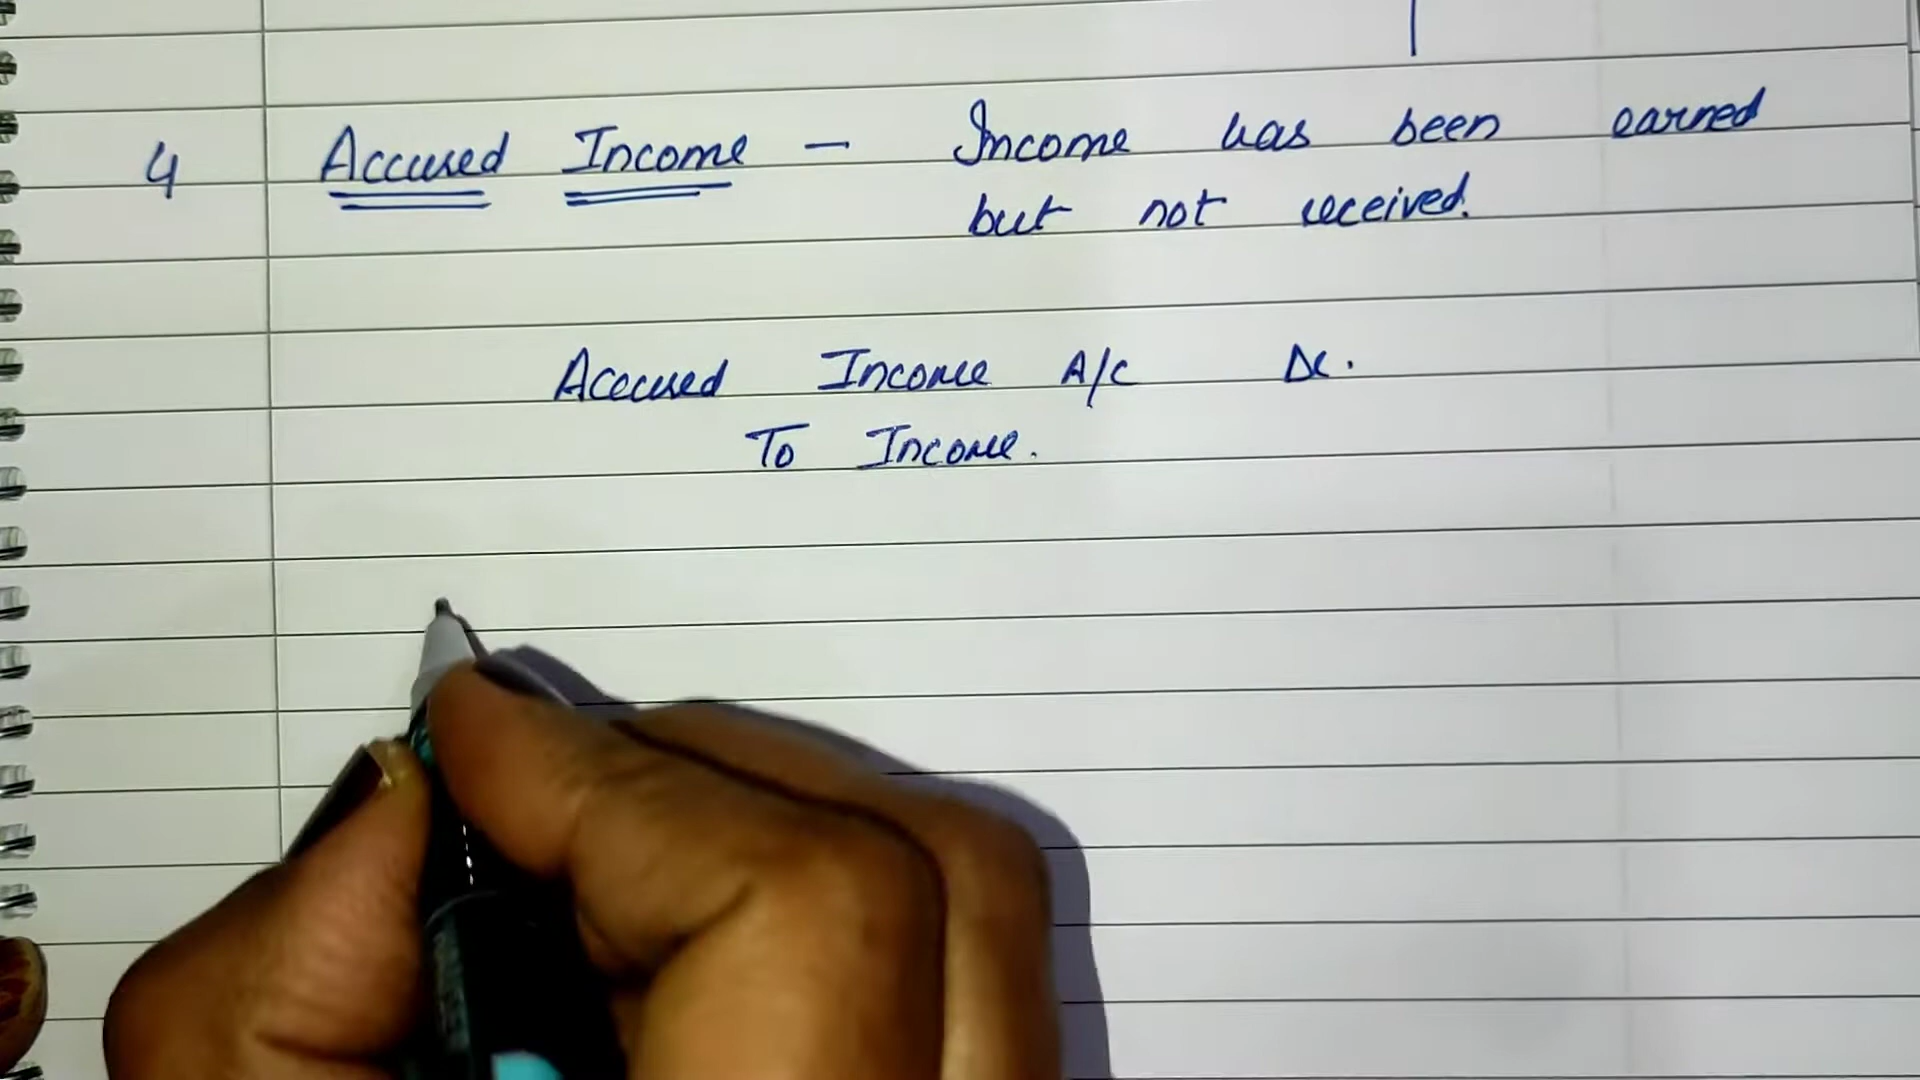 4 Accrued Income - Income has been earned
but not received.
Accrued Income A/c Dr.
To Income.